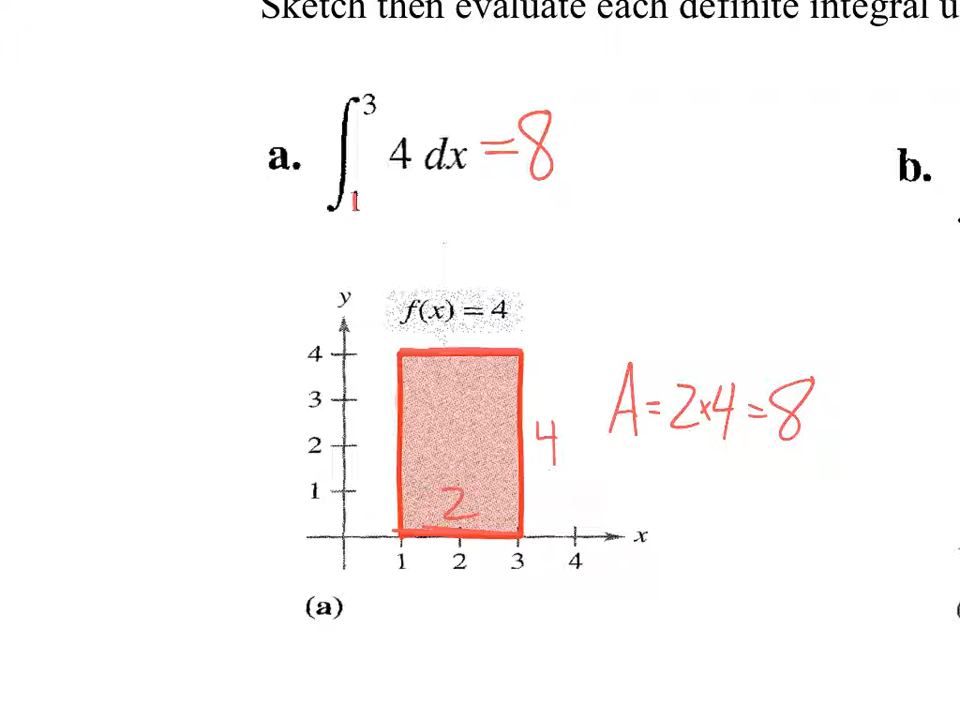 Sketch then evaluate each definite integral u
a. ∫₁³ 4 dx = 8
b.
y
f(x) = 4
4
3
2
1
A = 2×4 = 8
4
2
x
1 2 3 4
(a)